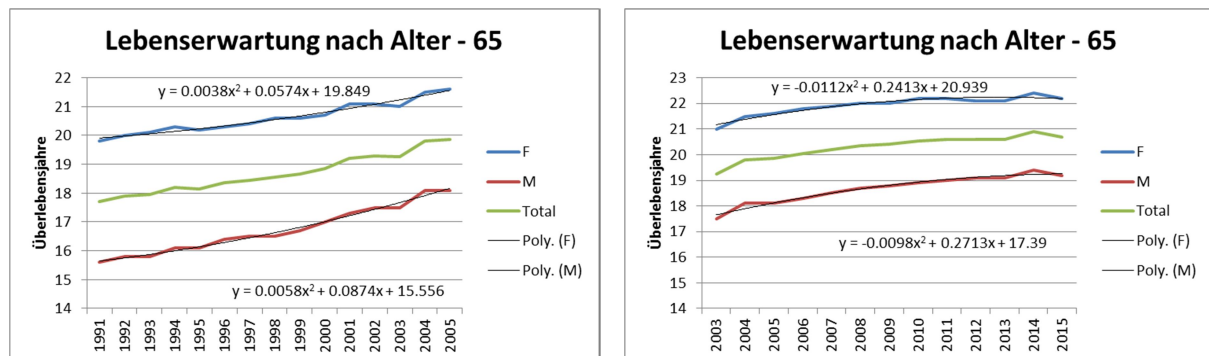 Lebenserwartung nach Alter - 65
Überlebensjahre
22
21
20
19
18
17
16
15
14
y = 0.0038x² + 0.0574x + 19.849
y = 0.0058x² + 0.0874x + 15.556
1991
1992
1993
1994
1995
1996
1997
1998
1999
2000
2001
2002
2003
2004
2005
F
M
Total
Poly. (F)
Poly. (M)
Lebenserwartung nach Alter - 65
Überlebensjahre
23
22
21
20
19
18
17
16
15
14
y = -0.0112x² + 0.2413x + 20.939
y = -0.0098x² + 0.2713x + 17.39
2003
2004
2005
2006
2007
2008
2009
2010
2011
2012
2013
2014
2015
F
M
Total
Poly. (F)
Poly. (M)